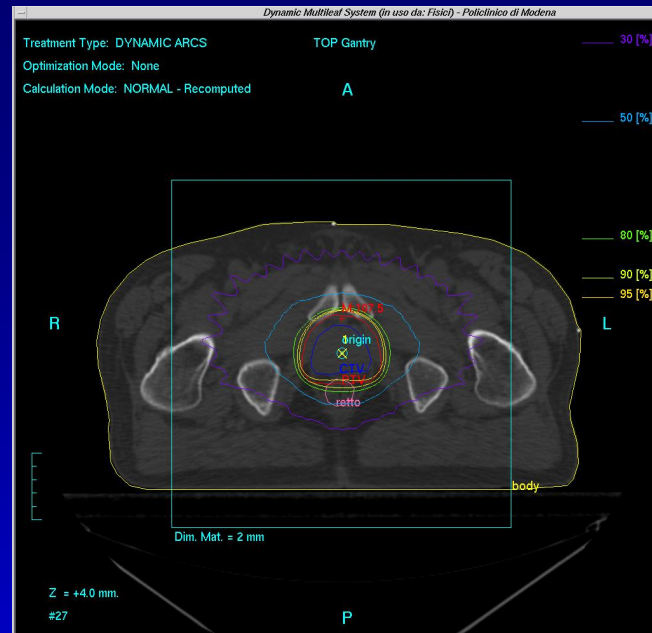 Dynamic Multileaf System (in uso da: Fisici) - Policlinico di Modena
Treatment Type: DYNAMIC ARCS
TOP Gantry
30 [%]
Optimization Mode: None
Calculation Mode: NORMAL - Recomputed
A
50 [%]
80 [%]
90 [%]
95 [%]
R
L
origin
CTV
PTV
retto
body
Dim. Mat. = 2 mm
Z = +4.0 mm.
#27
P